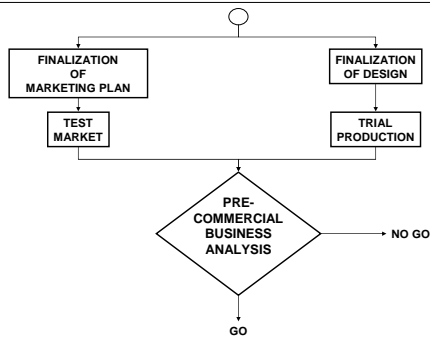 FINALIZATION
OF
MARKETING PLAN
FINALIZATION
OF DESIGN
TEST
MARKET
TRIAL
PRODUCTION
PRE-
COMMERCIAL
BUSINESS
ANALYSIS
NO GO
GO